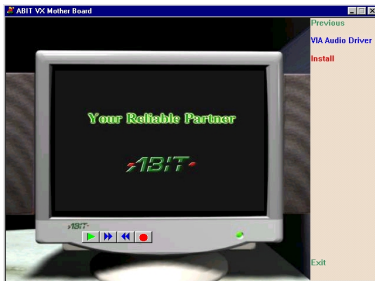 ABIT VX Mother Board
Previous
VIA Audio Driver
Install
Your Reliable Partner
ABIT
ABIT
Exit